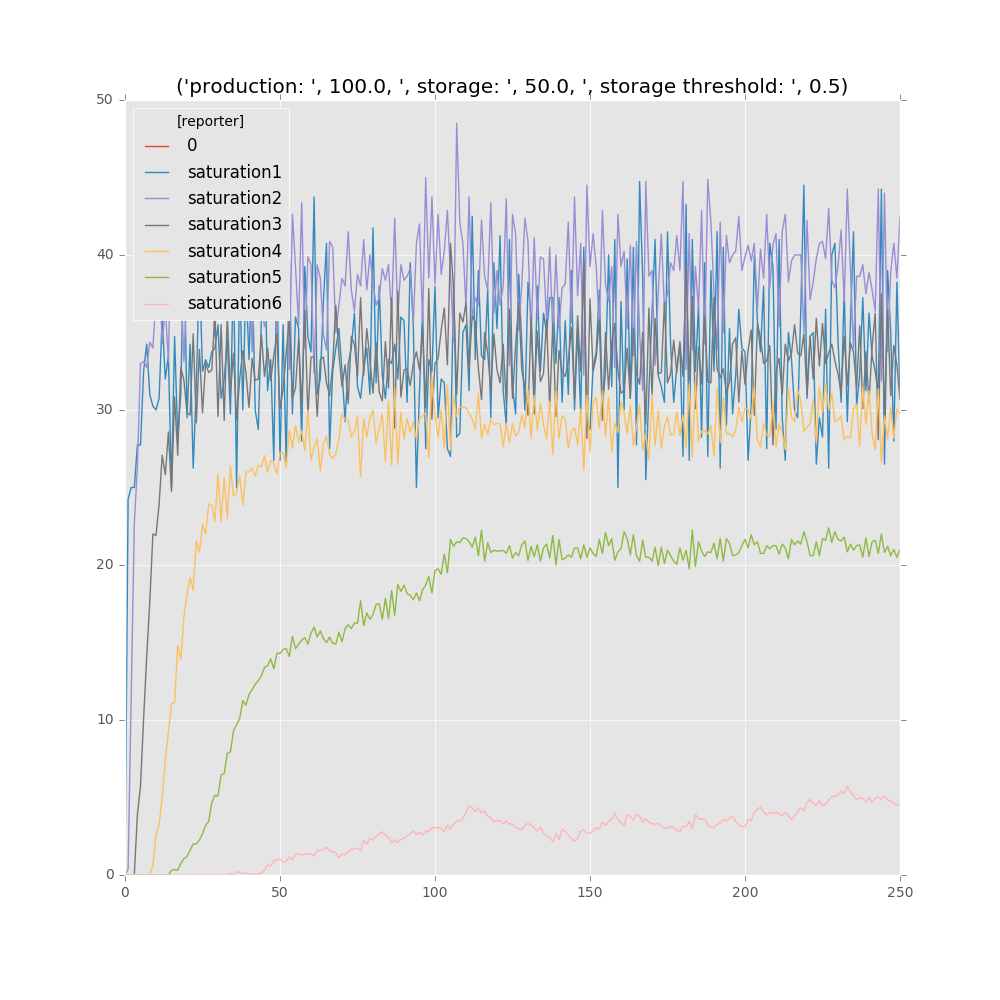 ('production: ', 100.0, ', storage: ', 50.0, ', storage threshold: ', 0.5)
50
[reporter]
0
saturation1
saturation2
saturation3
saturation4
saturation5
saturation6
40
30
20
10
0
0 50 100 150 200 250